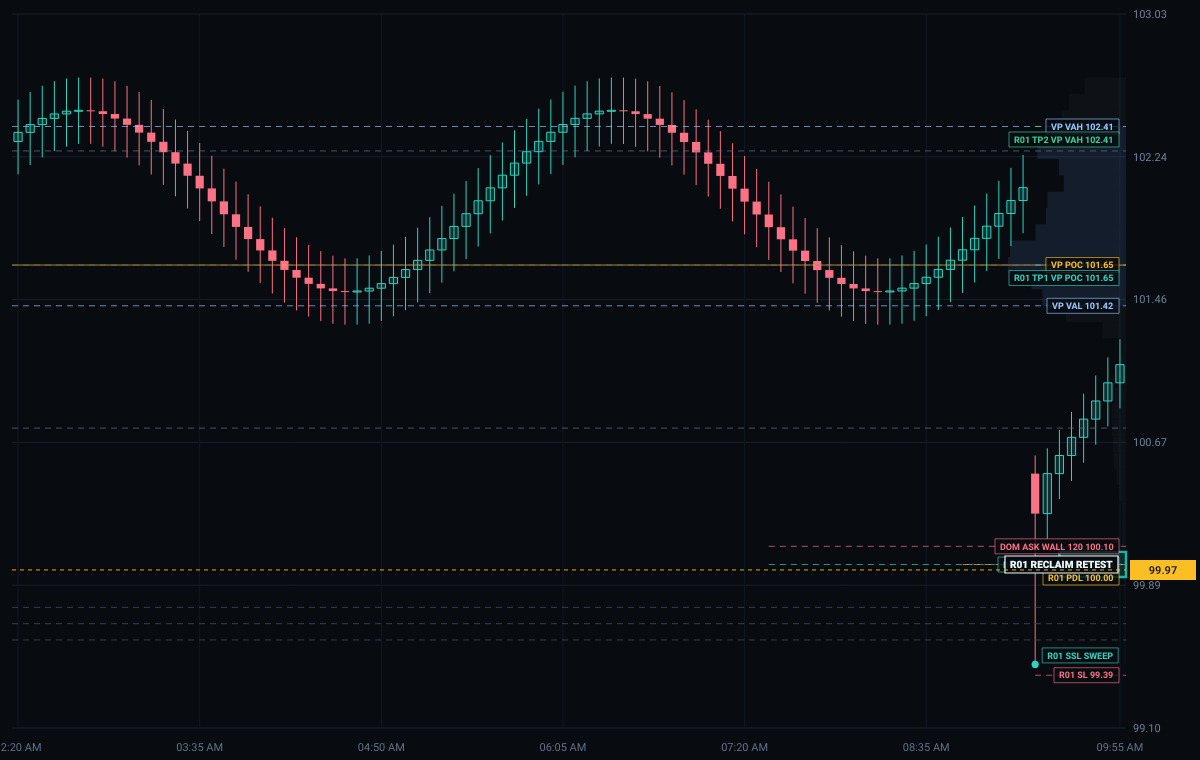 103.03
VP VAH 102.41
R01 TP2 VP VAH 102.41
102.24
VP POC 101.65
R01 TP1 VP POC 101.65
101.46
VP VAL 101.42
100.67
DOM ASK WALL 120 100.10
R01 RECLAIM RETEST
99.97
R01 PDL 100.00
99.89
R01 SSL SWEEP
R01 SL 99.39
99.10
2:20 AM 03:35 AM 04:50 AM 06:05 AM 07:20 AM 08:35 AM 09:55 AM